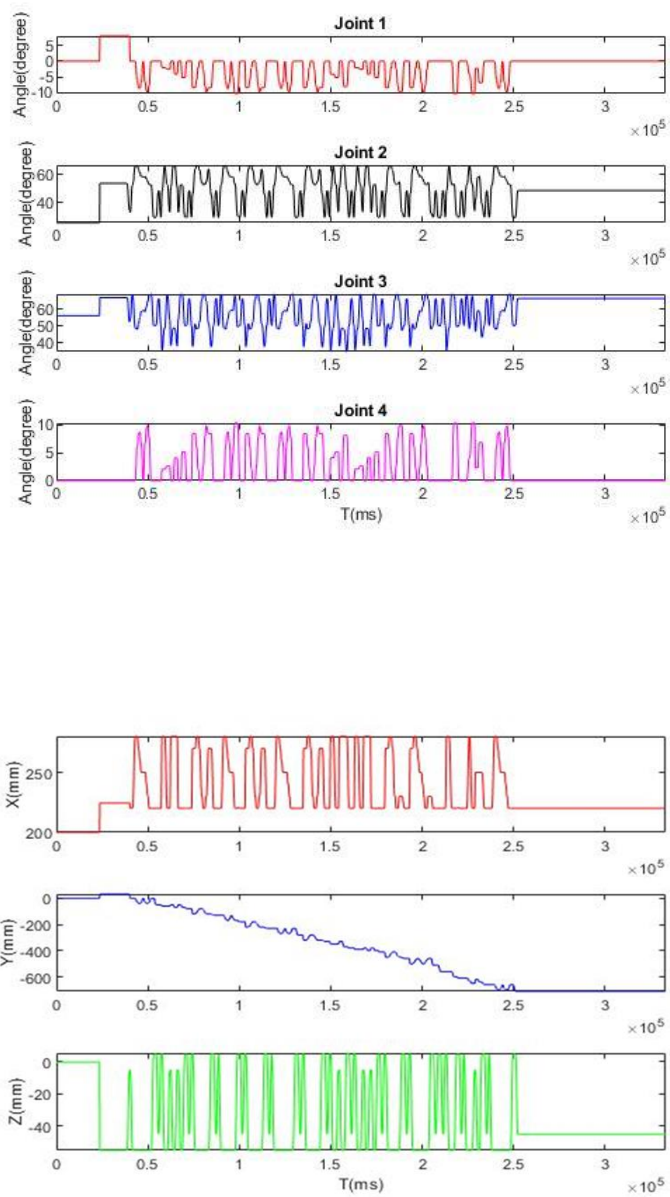 Joint 1
Angle(degree)
5
0
-5
-10
0 0.5 1 1.5 2 2.5 3
×10^5
Joint 2
Angle(degree)
60
40
0 0.5 1 1.5 2 2.5 3
×10^5
Joint 3
Angle(degree)
60
50
40
0 0.5 1 1.5 2 2.5 3
×10^5
Joint 4
Angle(degree)
10
5
0
0 0.5 1 1.5 2 2.5 3
T(ms)
×10^5
X(mm)
250
200
0 0.5 1 1.5 2 2.5 3
×10^5
Y(mm)
0
-200
-400
-600
0 0.5 1 1.5 2 2.5 3
×10^5
Z(mm)
0
-20
-40
0 0.5 1 1.5 2 2.5 3
T(ms)
×10^5